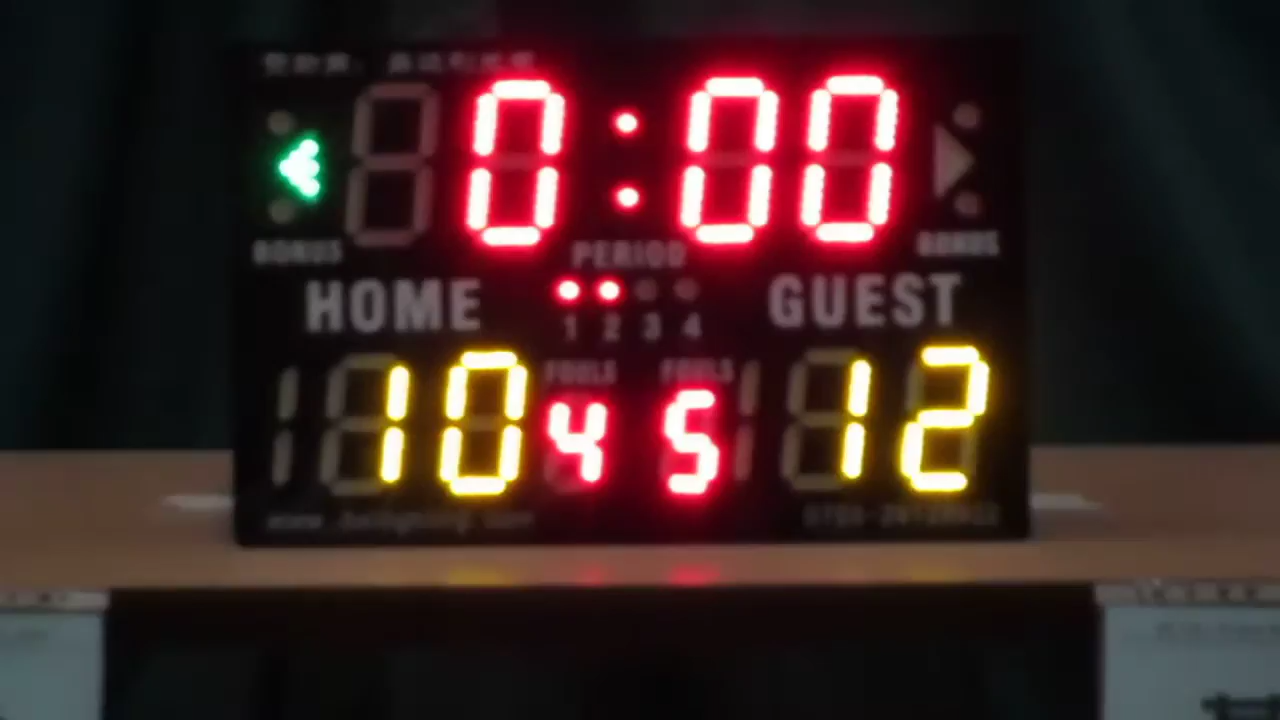 0:00
BONUS PERIOD BONUS
HOME GUEST
1 2 3 4
FOULS FOULS
10 4 5 12